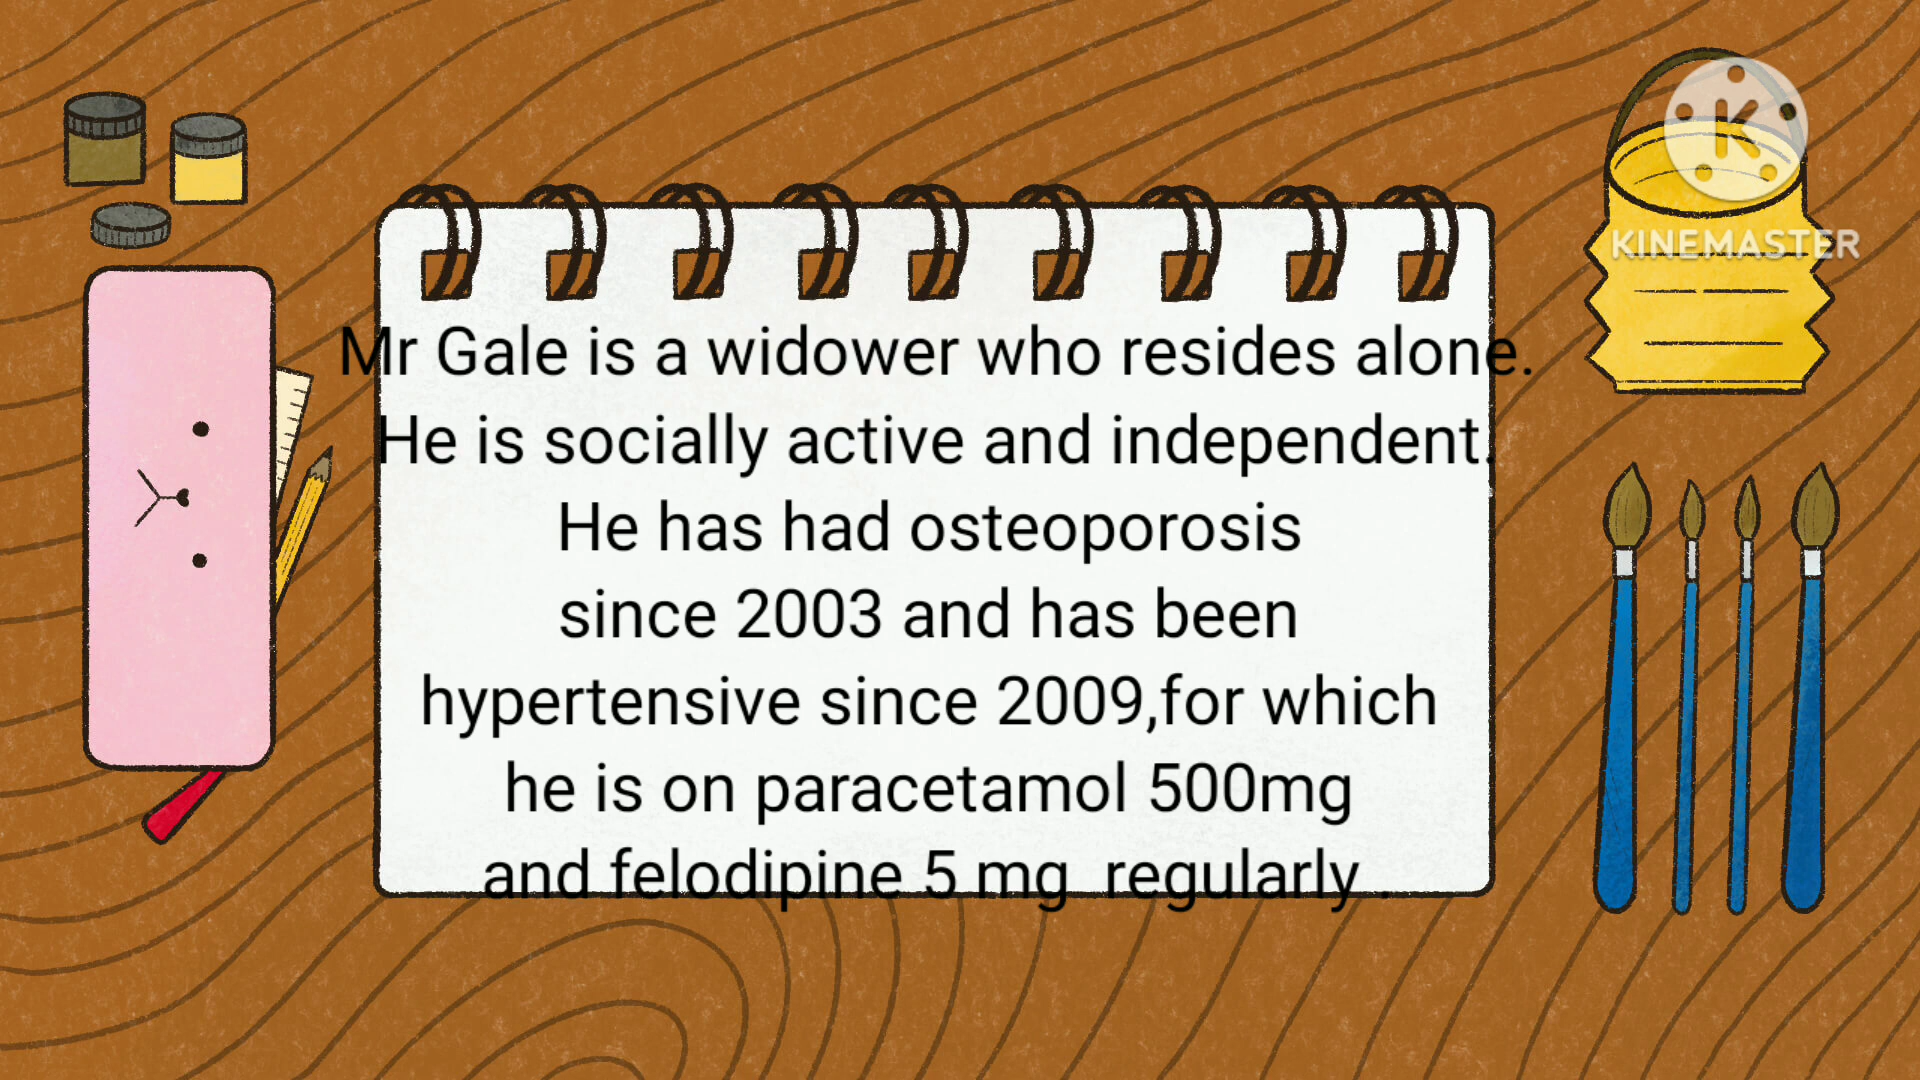 KINEMASTER
Mr Gale is a widower who resides alone.
He is socially active and independent.
He has had osteoporosis
since 2003 and has been
hypertensive since 2009,for which
he is on paracetamol 500mg
and felodipine 5 mg  regularly .